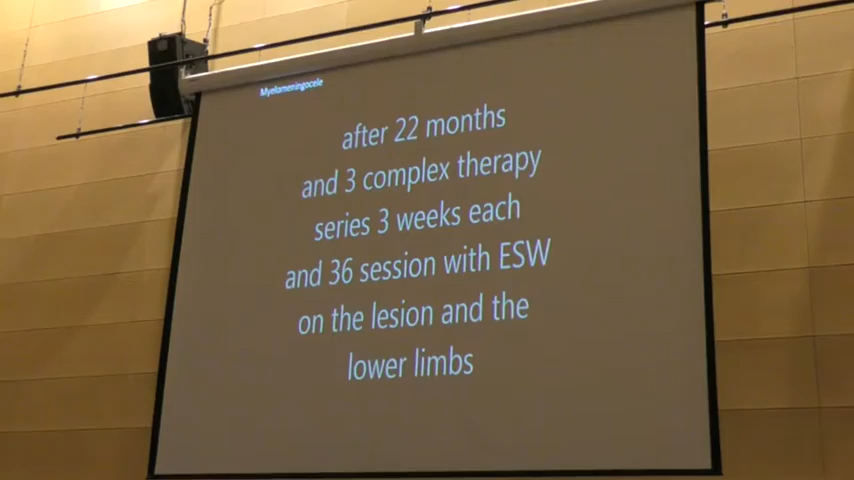 Myelomeningocele
after 22 months
and 3 complex therapy
series 3 weeks each
and 36 session with ESW
on the lesion and the
lower limbs